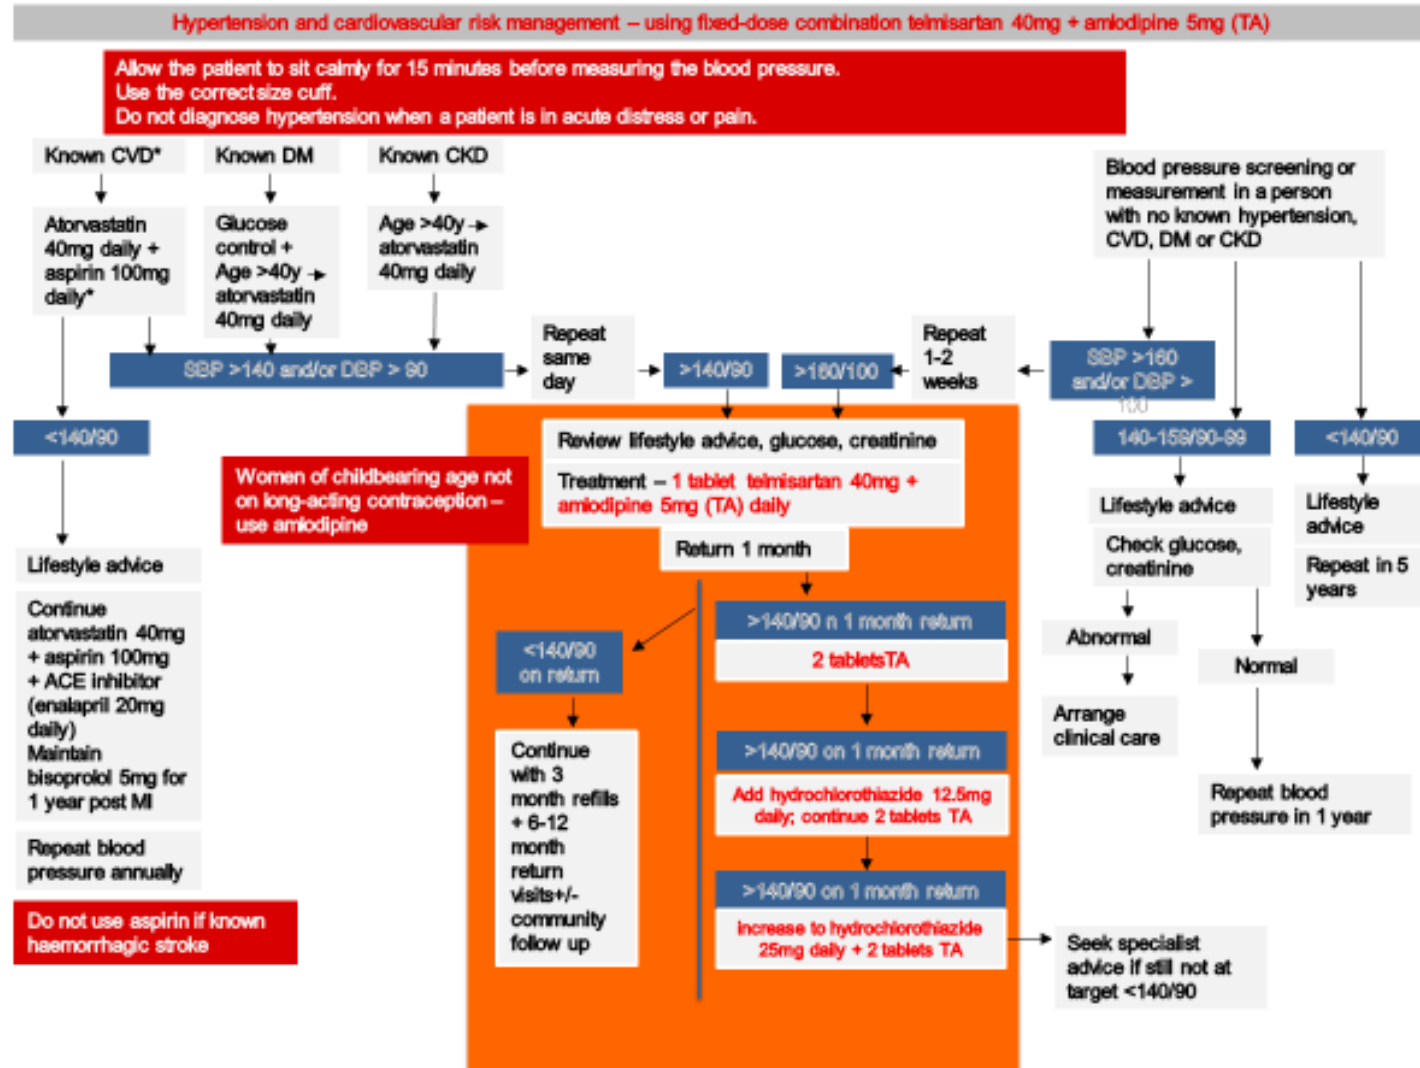 Hypertension and cardiovascular risk management – using fixed-dose combination telmisartan 40mg + amlodipine 5mg (TA)
Allow the patient to sit calmly for 15 minutes before measuring the blood pressure.
Use the correct size cuff.
Do not diagnose hypertension when a patient is in acute distress or pain.
Known CVD*
Known DM
Known CKD
Blood pressure screening or
measurement in a person
with no known hypertension,
CVD, DM or CKD
Atorvastatin
40mg daily +
aspirin 100mg
daily*
Glucose
control +
Age >40y →
atorvastatin
40mg daily
Age >40y →
atorvastatin
40mg daily
SBP >140 and/or DBP > 90
Repeat
same
day
>140/90
>160/100
Repeat
1-2
weeks
SBP >160
and/or DBP >
100
<140/90
140-159/90-99
<140/90
Review lifestyle advice, glucose, creatinine
Treatment – 1 tablet telmisartan 40mg +
amlodipine 5mg (TA) daily
Women of childbearing age not
on long-acting contraception –
use amlodipine
Return 1 month
Lifestyle advice
Check glucose,
creatinine
Lifestyle
advice
Repeat in 5
years
Lifestyle advice
Continue
atorvastatin 40mg
+ aspirin 100mg
+ ACE inhibitor
(enalapril 20mg
daily)
Maintain
bisoprolol 5mg for
1 year post MI
Repeat blood
pressure annually
Do not use aspirin if known
haemorrhagic stroke
<140/90
on return
Continue
with 3
month refills
+ 6-12
month
return
visits+/-
community
follow up
>140/90 n 1 month return
2 tabletsTA
>140/90 on 1 month return
Add hydrochlorothiazide 12.5mg
daily; continue 2 tablets TA
>140/90 on 1 month return
increase to hydrochlorothiazide
25mg daily + 2 tablets TA
Seek specialist
advice if still not at
target <140/90
Abnormal
Arrange
clinical care
Normal
Repeat blood
pressure in 1 year